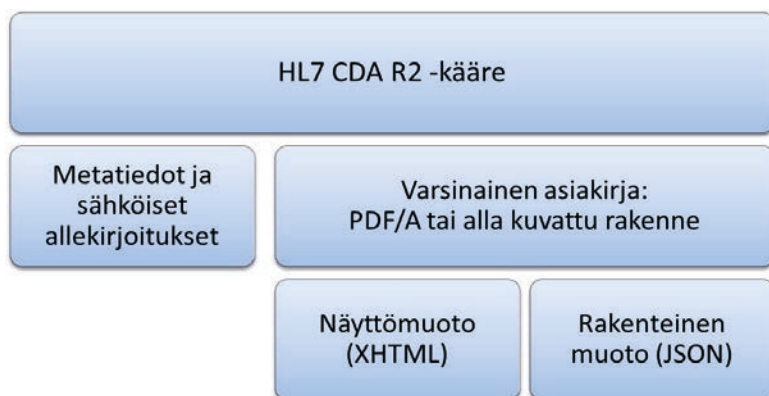 HL7 CDA R2 -kääre
Metatiedot ja
sähköiset
allekirjoitukset
Varsinainen asiakirja:
PDF/A tai alla kuvattu rakenne
Näyttömuoto
(XHTML)
Rakenteinen
muoto (JSON)